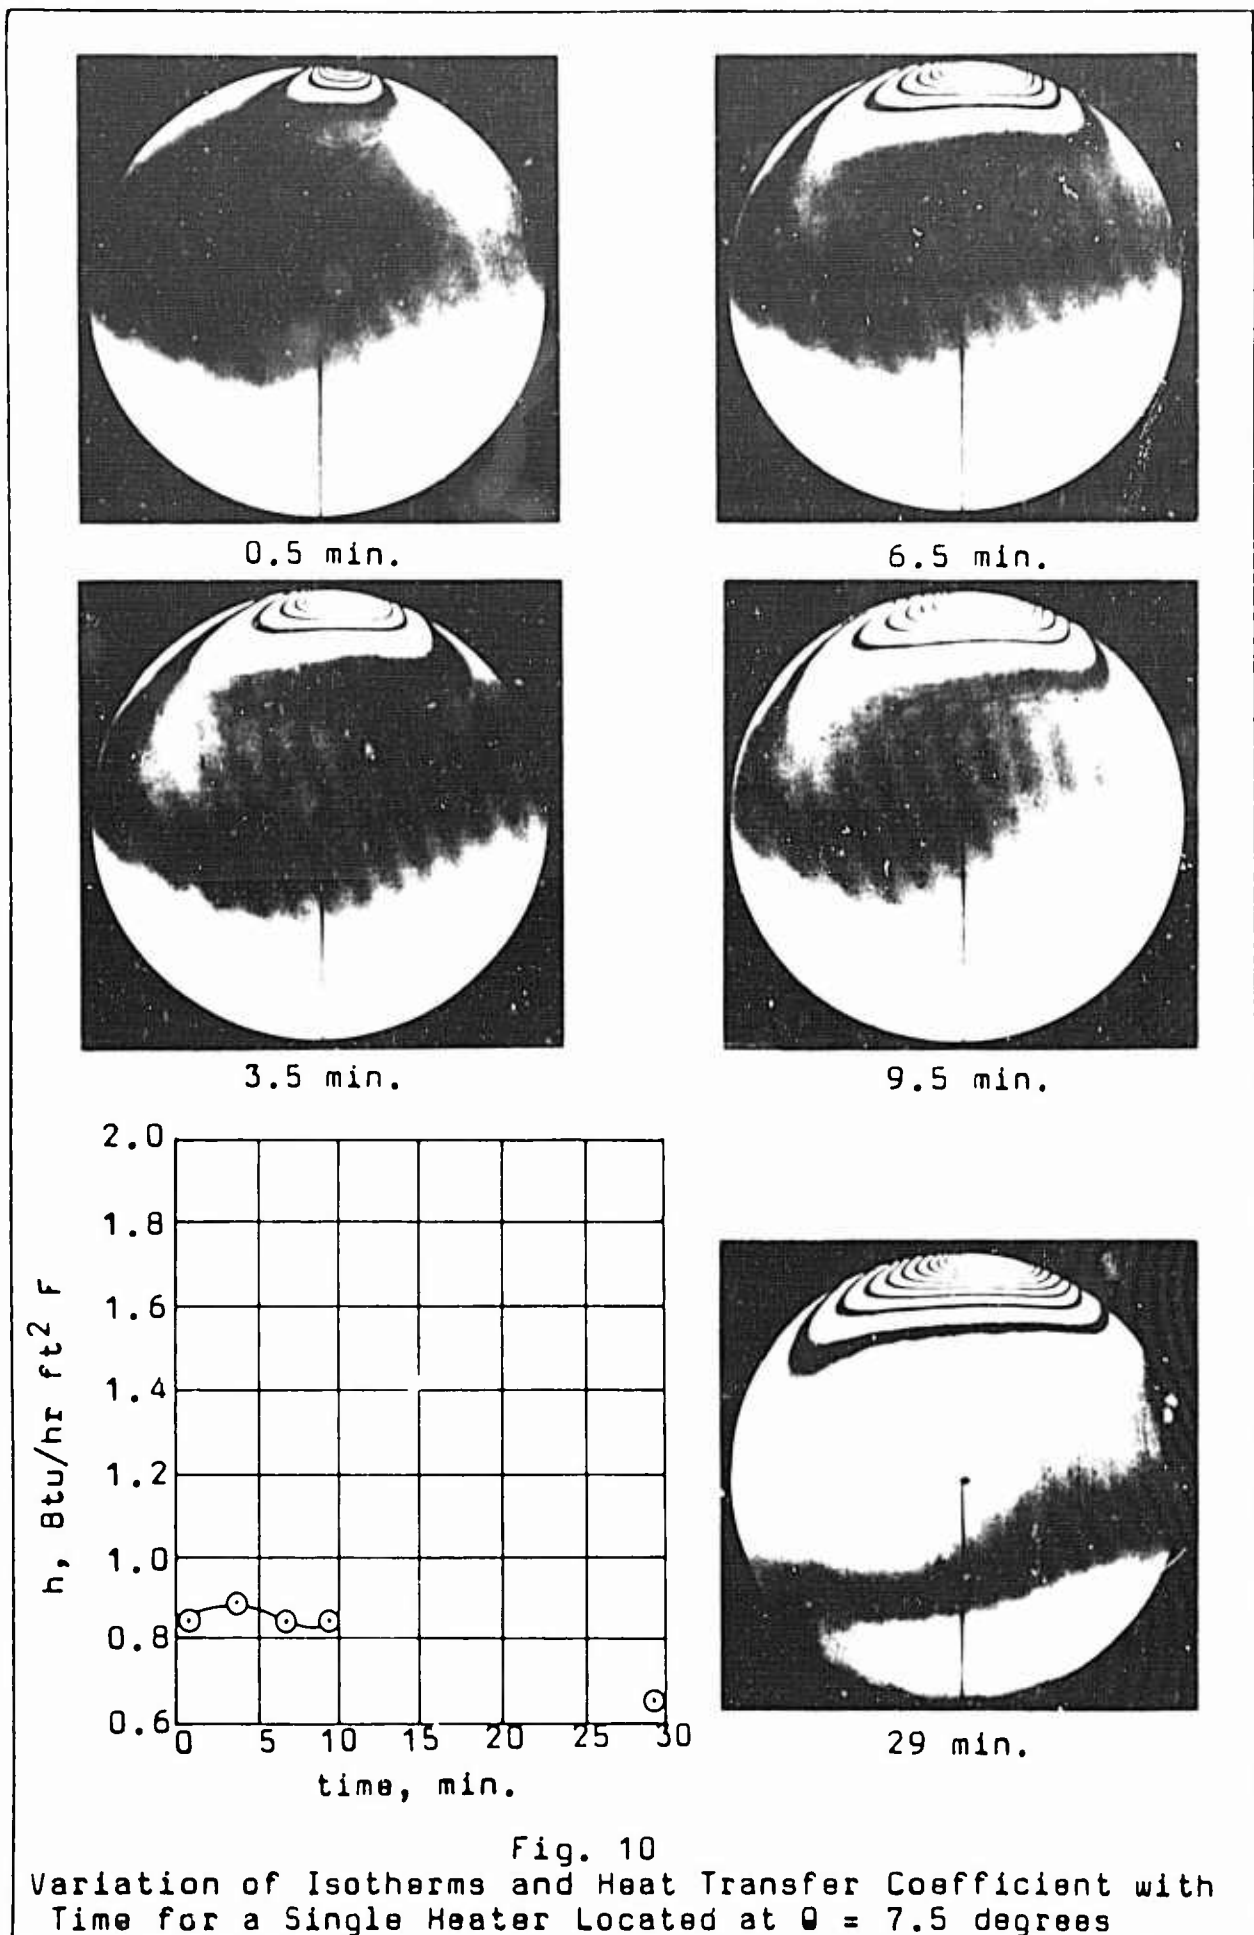 0.5 min.
6.5 min.
3.5 min.
9.5 min.
2.0
1.8
1.6
1.4
1.2
1.0
0.8
0.6
h, Btu/hr ft² F
0 5 10 15 20 25 30
time, min.
29 min.
Fig. 10
Variation of Isotherms and Heat Transfer Coefficient with
Time for a Single Heater Located at θ = 7.5 degrees